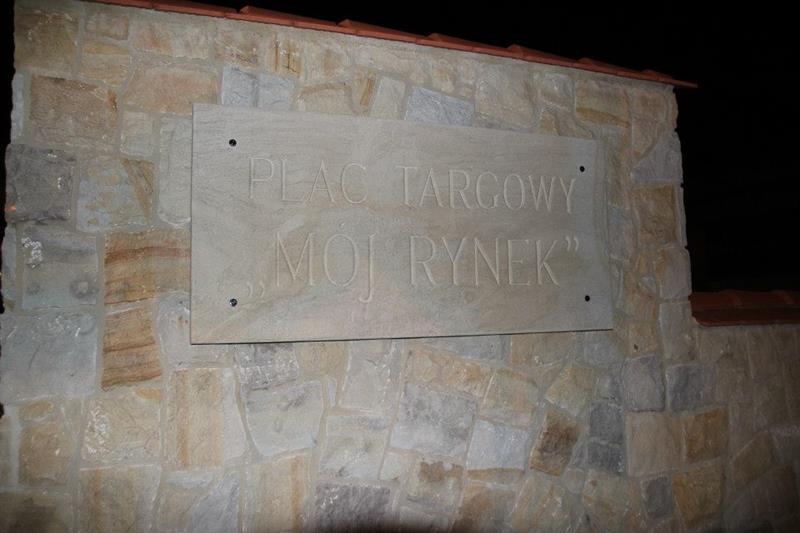 PLAC TARGOWY
„MÓJ RYNEK”